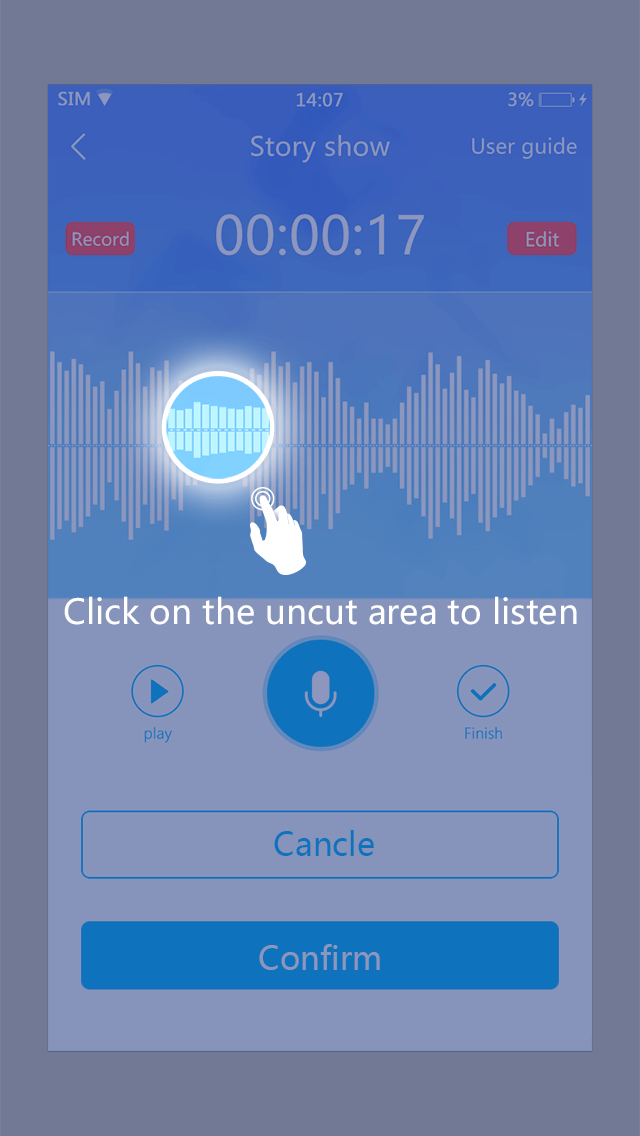 SIM 14:07 3%
Story show User guide
Record 00:00:17 Edit
Click on the uncut area to listen
play Finish
Cancle
Confirm